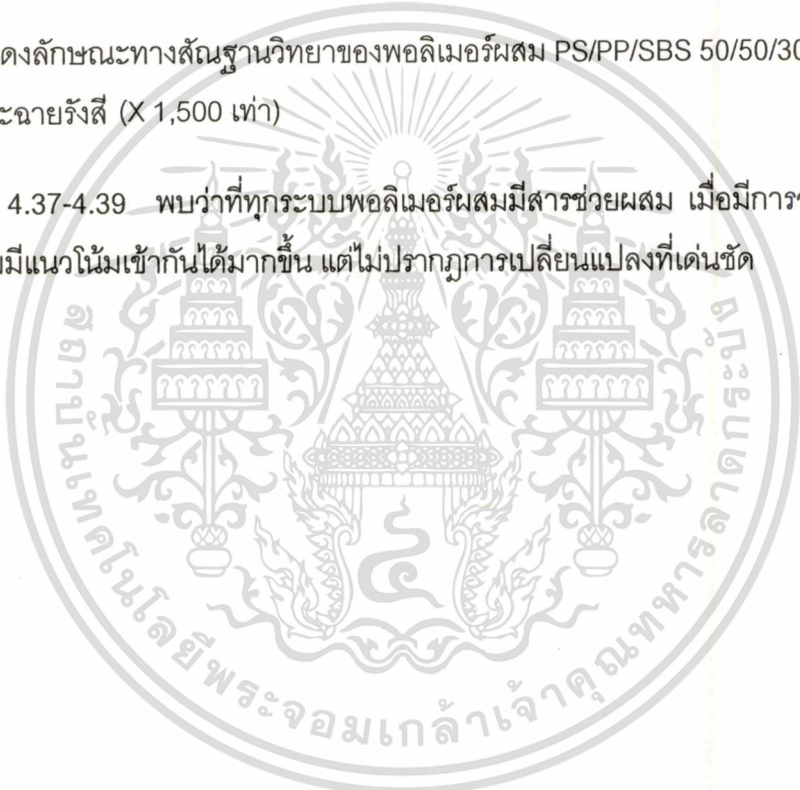 ดงลักษณะทางสัณฐานวิทยาของพอลิเมอร์ผสม PS/PP/SBS 50/50/30
ะฉายรังสี (X 1,500 เท่า)
4.37-4.39 พบว่าที่ทุกระบบพอลิเมอร์ผสมมีสารช่วยผสม เมื่อมีการ
มีแนวโน้มเข้ากันได้มากขึ้น แต่ไม่ปรากฏการเปลี่ยนแปลงที่เด่นชัด
สถาบันเทคโนโลยีพระจอมเกล้าเจ้าคุณทหารลาดกระบัง